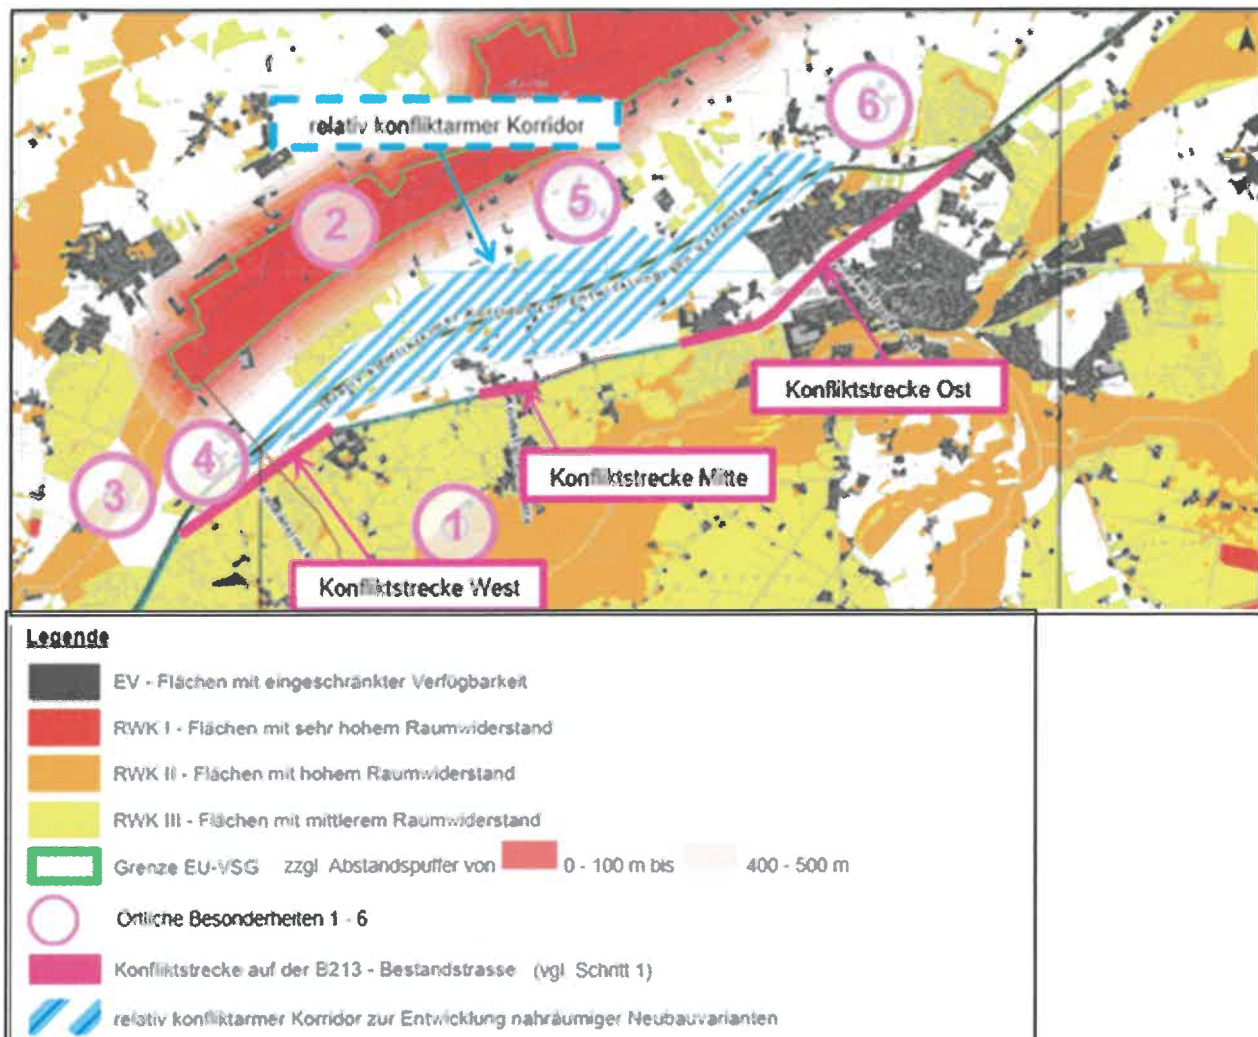 relativ konfliktarmer Korridor
6
5
2
Konfliktstrecke Ost
4
Konfliktstrecke Mitte
3
1
Konfliktstrecke West
Legende
EV - Flächen mit eingeschränkter Verfügbarkeit
RWK I - Flächen mit sehr hohem Raumwiderstand
RWK II - Flächen mit hohem Raumwiderstand
RWK III - Flächen mit mittlerem Raumwiderstand
Grenze EU-VSG zzgl Abstandspuffer von 0 - 100 m bis 400 - 500 m
Örtliche Besonderheiten 1 - 6
Konfliktstrecke auf der B213 - Bestandstrasse (vgl. Schritt 1)
relativ konfliktarmer Korridor zur Entwicklung nahräumiger Neubauvarianten